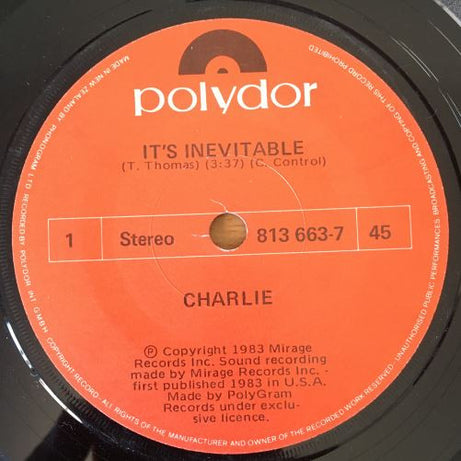 polydor
IT'S INEVITABLE
(T. Thomas) (3:37) (C. Control)
1 Stereo 813 663-7 45
CHARLIE
Ⓟ Copyright 1983 Mirage
Records Inc. Sound recording
made by Mirage Records Inc. -
first published 1983 in U.S.A.
Made by PolyGram
Records under exclu-
sive licence.
MADE IN NEW ZEALAND BY PHONOGRAM LTD. RECORDED BY POLYDOR, INT. GMBH
COPYRIGHT RECORD: ALL RIGHTS OF THE MANUFACTURER AND OWNER OF THE RECORDED WORK RESERVED. UNAUTHORISED PUBLIC PERFORMANCES BROADCASTING AND COPYING OF THIS RECORD PROHIBITED